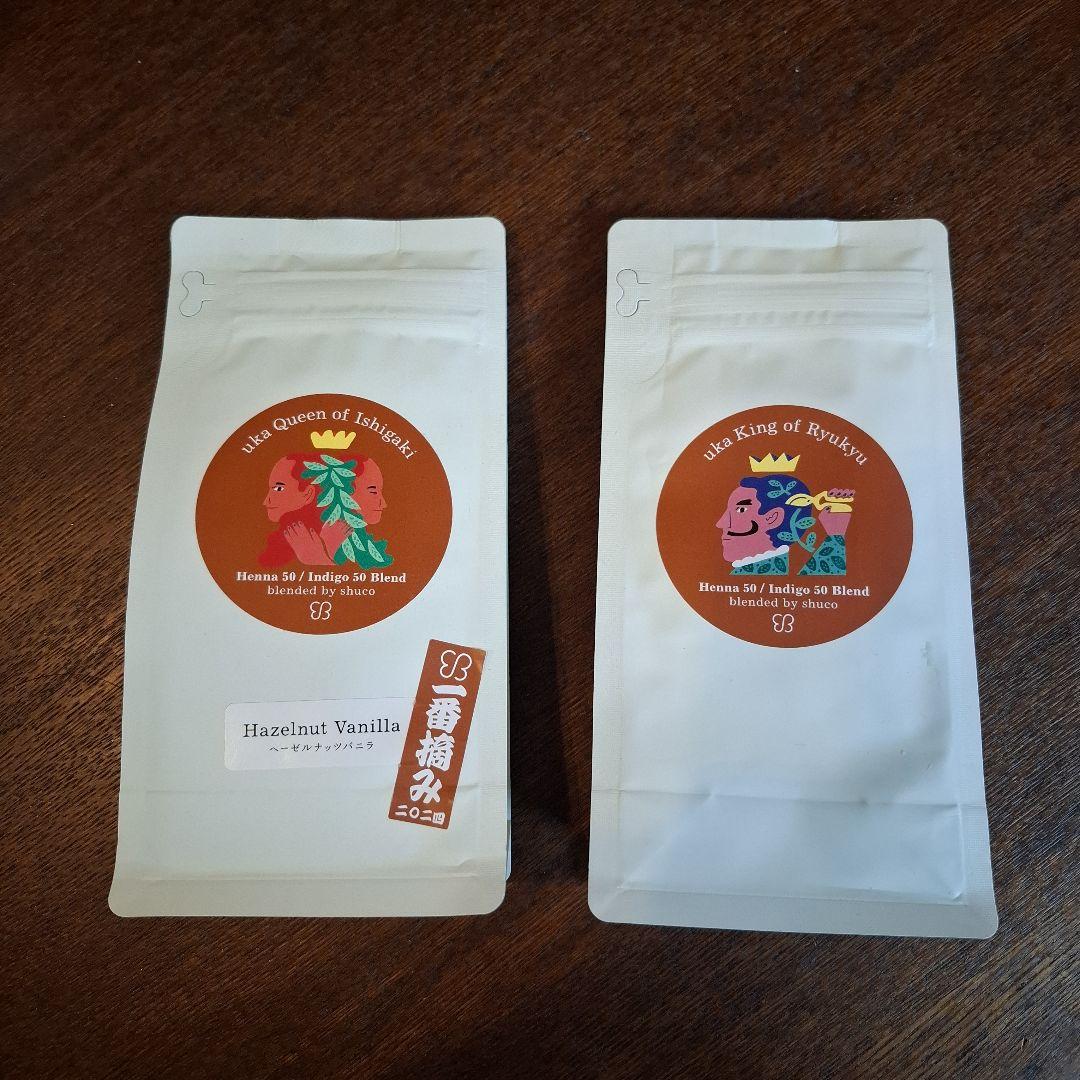 uka Queen of Ishigaki
Henna 50 / Indigo 50 Blend
blended by shuco
Hazelnut Vanilla
ヘーゼルナッツバニラ
一番摘み
二〇二四
uka King of Ryukyu
Henna 50 / Indigo 50 Blend
blended by shuco